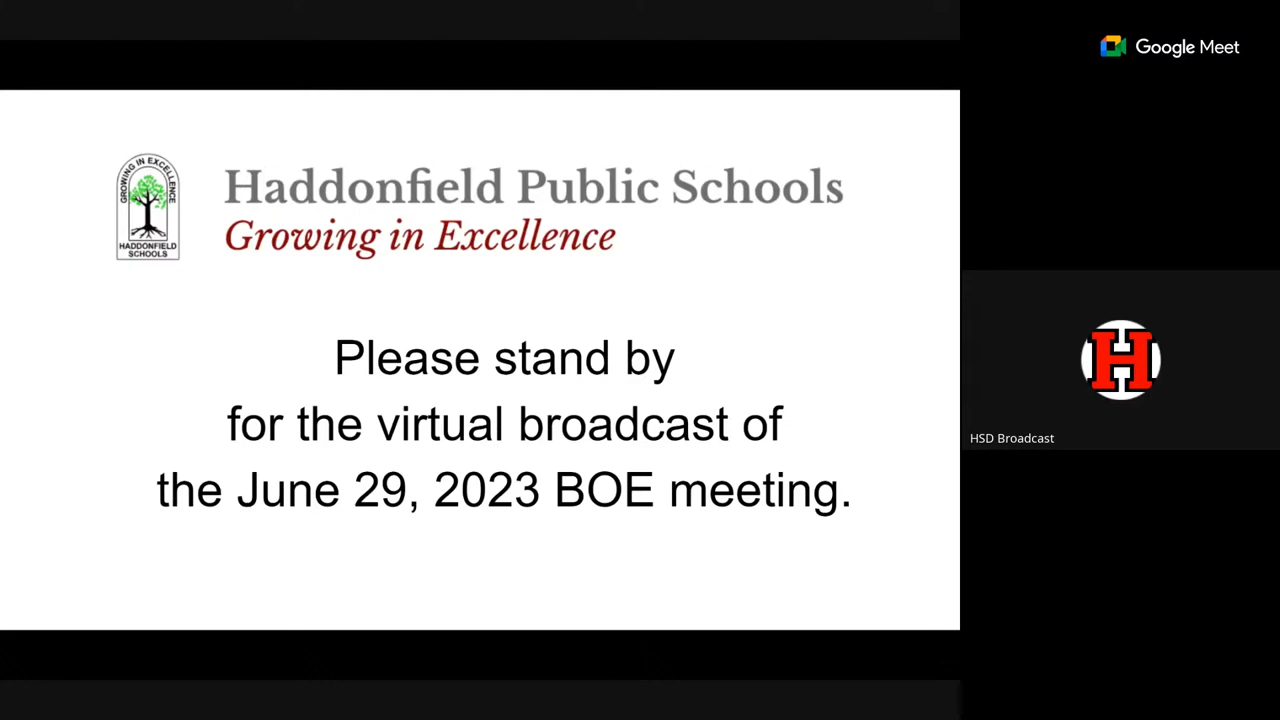 Google Meet
GROWING IN EXCELLENCE
HADDONFIELD
SCHOOLS
Haddonfield Public Schools
Growing in Excellence
Please stand by
for the virtual broadcast of
the June 29, 2023 BOE meeting.
H
HSD Broadcast